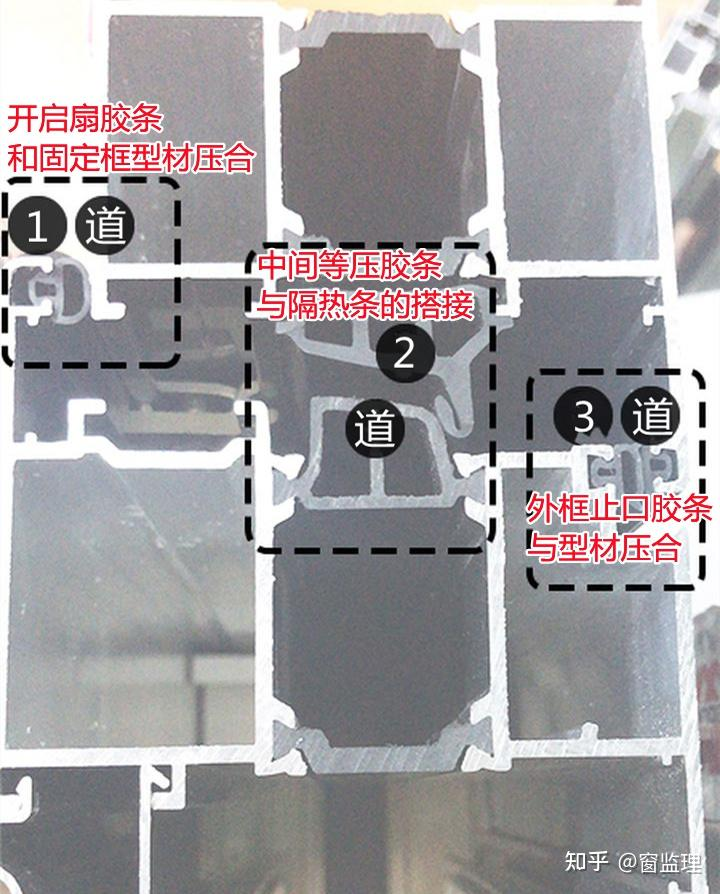 开启扇胶条
和固定框型材压合
1 道
中间等压胶条
与隔热条的搭接
2
道
3 道
外框止口胶条
与型材压合
知乎 @窗监理